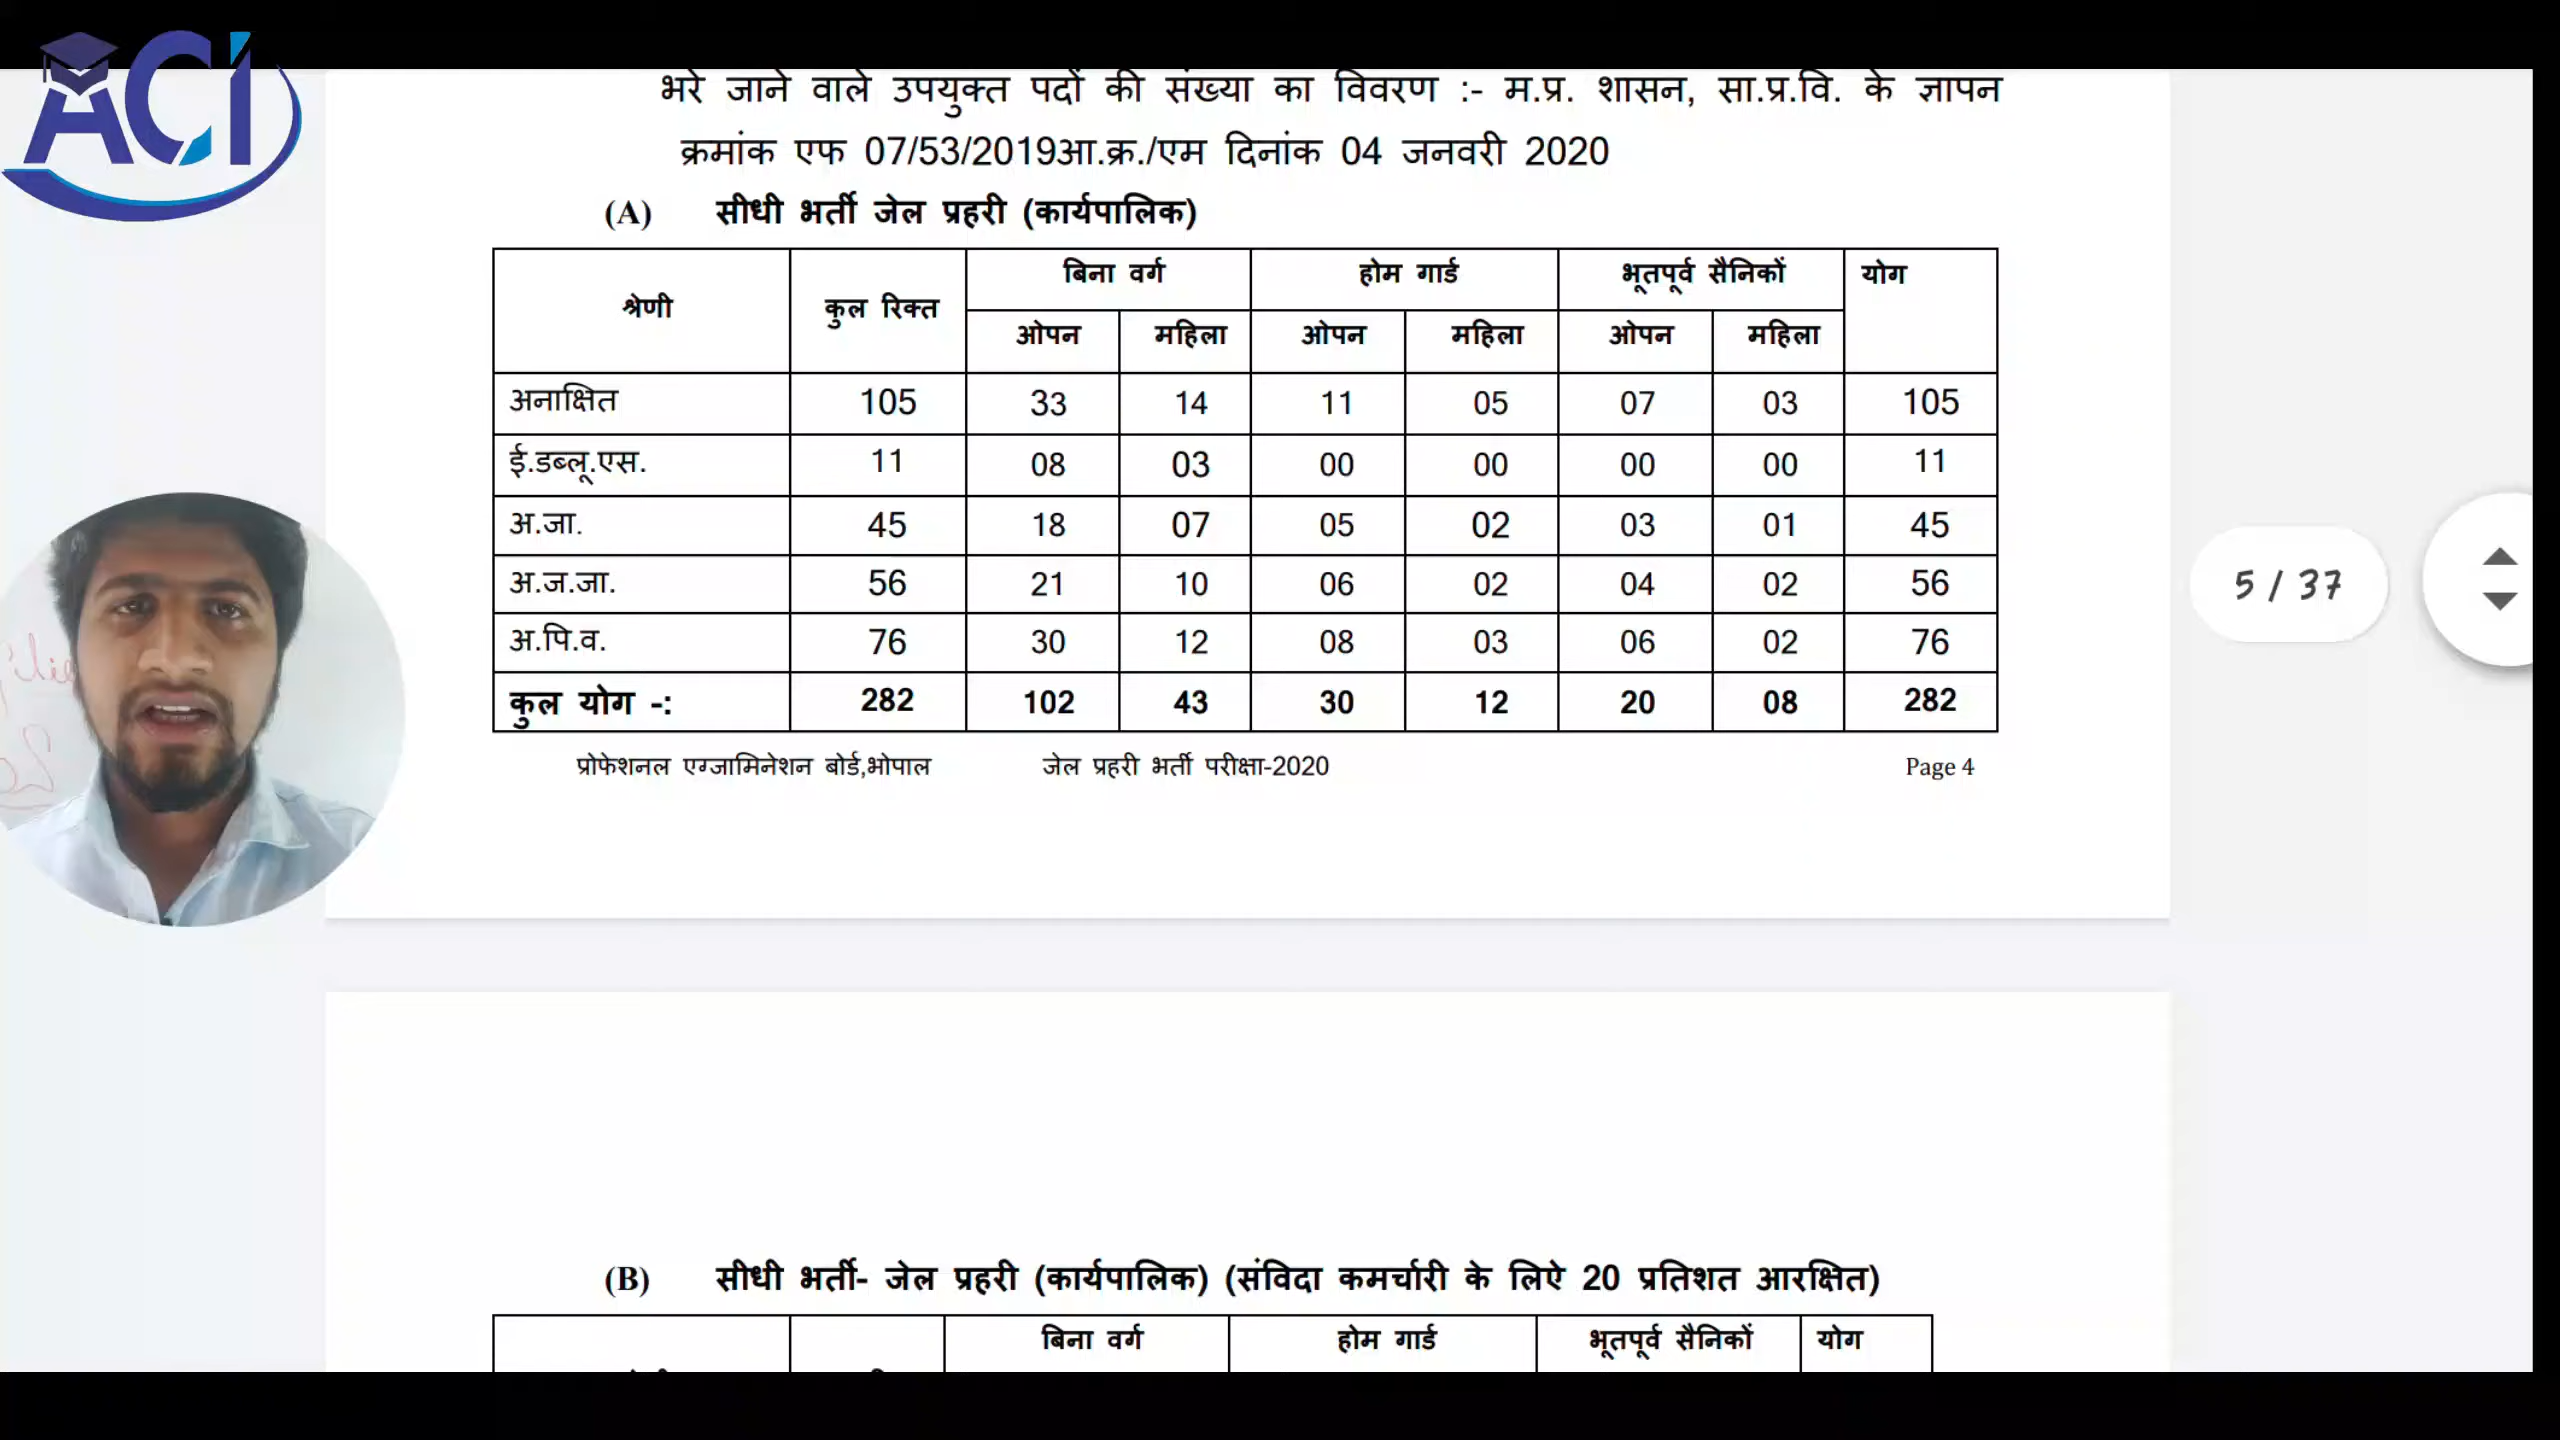 ACI
भरे जाने वाले उपयुक्त पदों की संख्या का विवरण :- म.प्र. शासन, सा.प्र.वि. के ज्ञापन
क्रमांक एफ 07/53/2019आ.क्र./एम दिनांक 04 जनवरी 2020
(A) सीधी भर्ती जेल प्रहरी (कार्यपालिक)
श्रेणी कुल रिक्त बिना वर्ग होम गार्ड भूतपूर्व सैनिकों योग
ओपन महिला ओपन महिला ओपन महिला
अनाक्षित 105 33 14 11 05 07 03 105
ई.डब्लू.एस. 11 08 03 00 00 00 00 11
अ.जा. 45 18 07 05 02 03 01 45
अ.ज.जा. 56 21 10 06 02 04 02 56
अ.पि.व. 76 30 12 08 03 06 02 76
कुल योग -: 282 102 43 30 12 20 08 282
प्रोफेशनल एग्जामिनेशन बोर्ड,भोपाल जेल प्रहरी भर्ती परीक्षा-2020 Page 4
5 / 37
(B) सीधी भर्ती- जेल प्रहरी (कार्यपालिक) (संविदा कमर्चारी के लिऐ 20 प्रतिशत आरक्षित)
बिना वर्ग होम गार्ड भूतपूर्व सैनिकों योग